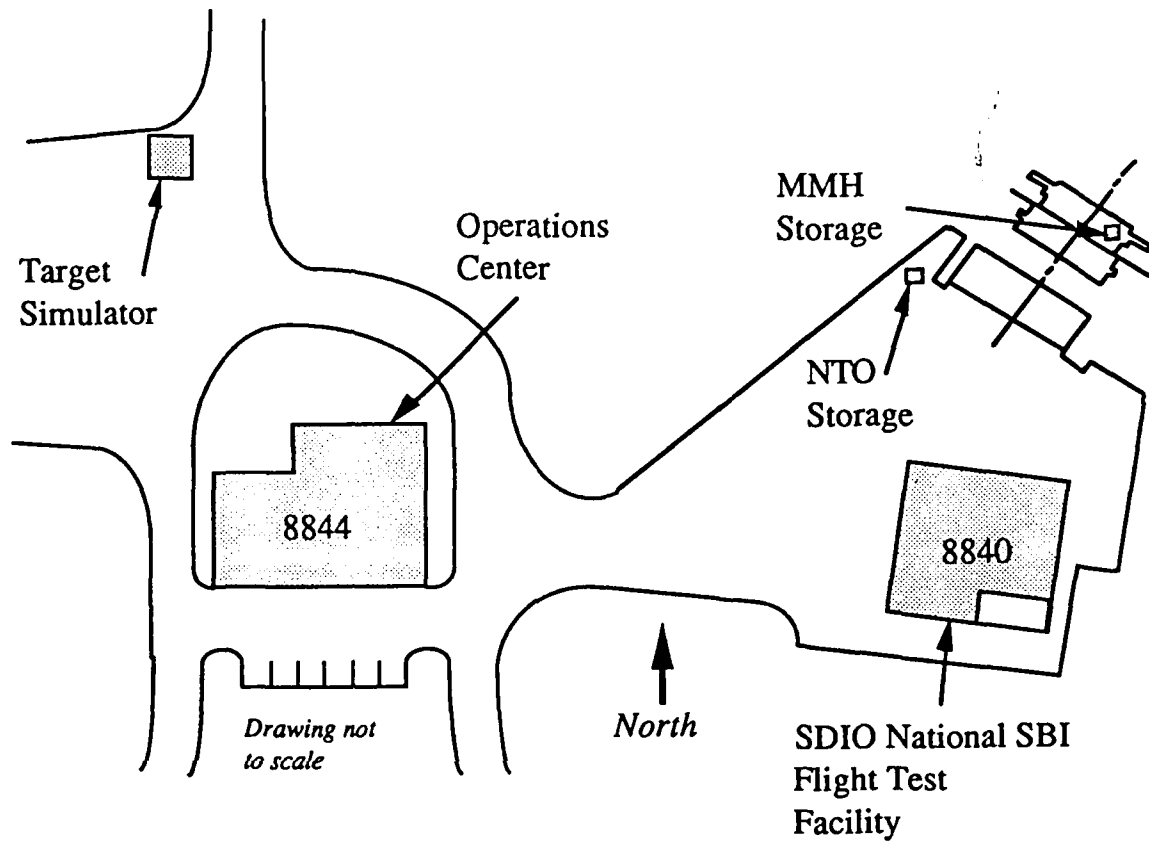 MMH
Storage
Operations
Center
Target
Simulator
NTO
Storage
8844
8840
North
Drawing not
to scale
SDIO National SBI
Flight Test
Facility